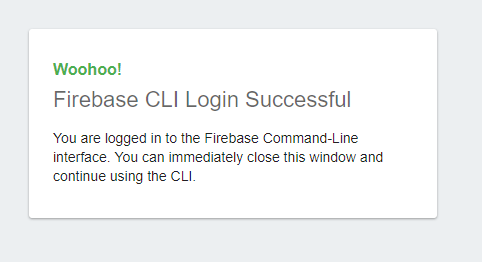 Woohoo!
Firebase CLI Login Successful
You are logged in to the Firebase Command-Line
interface. You can immediately close this window and
continue using the CLI.